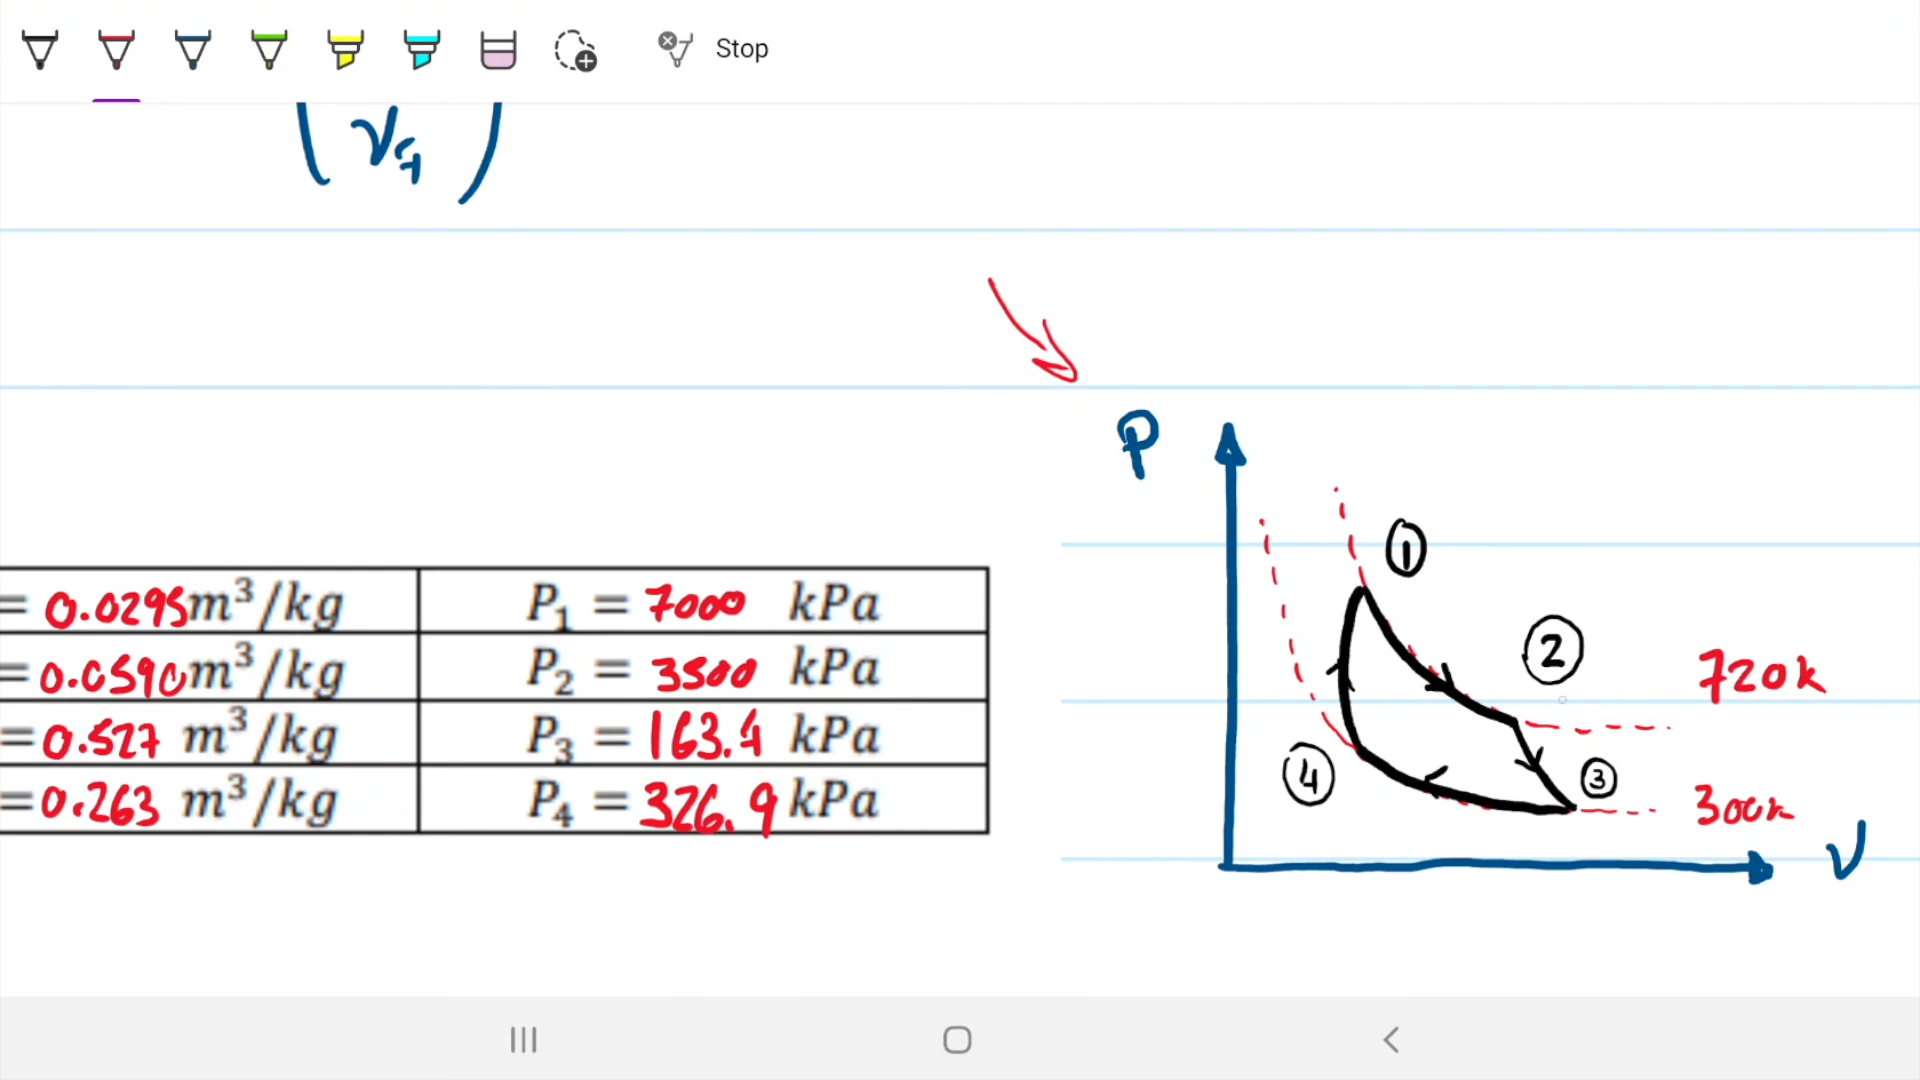 Stop
(ν₄)
P
= 0.0295 m³/kg P₁ = 7000 kPa
= 0.0590 m³/kg P₂ = 3500 kPa
= 0.527 m³/kg P₃ = 163.4 kPa
= 0.263 m³/kg P₄ = 326.9 kPa
①
②
720k
④
③
300k
ν